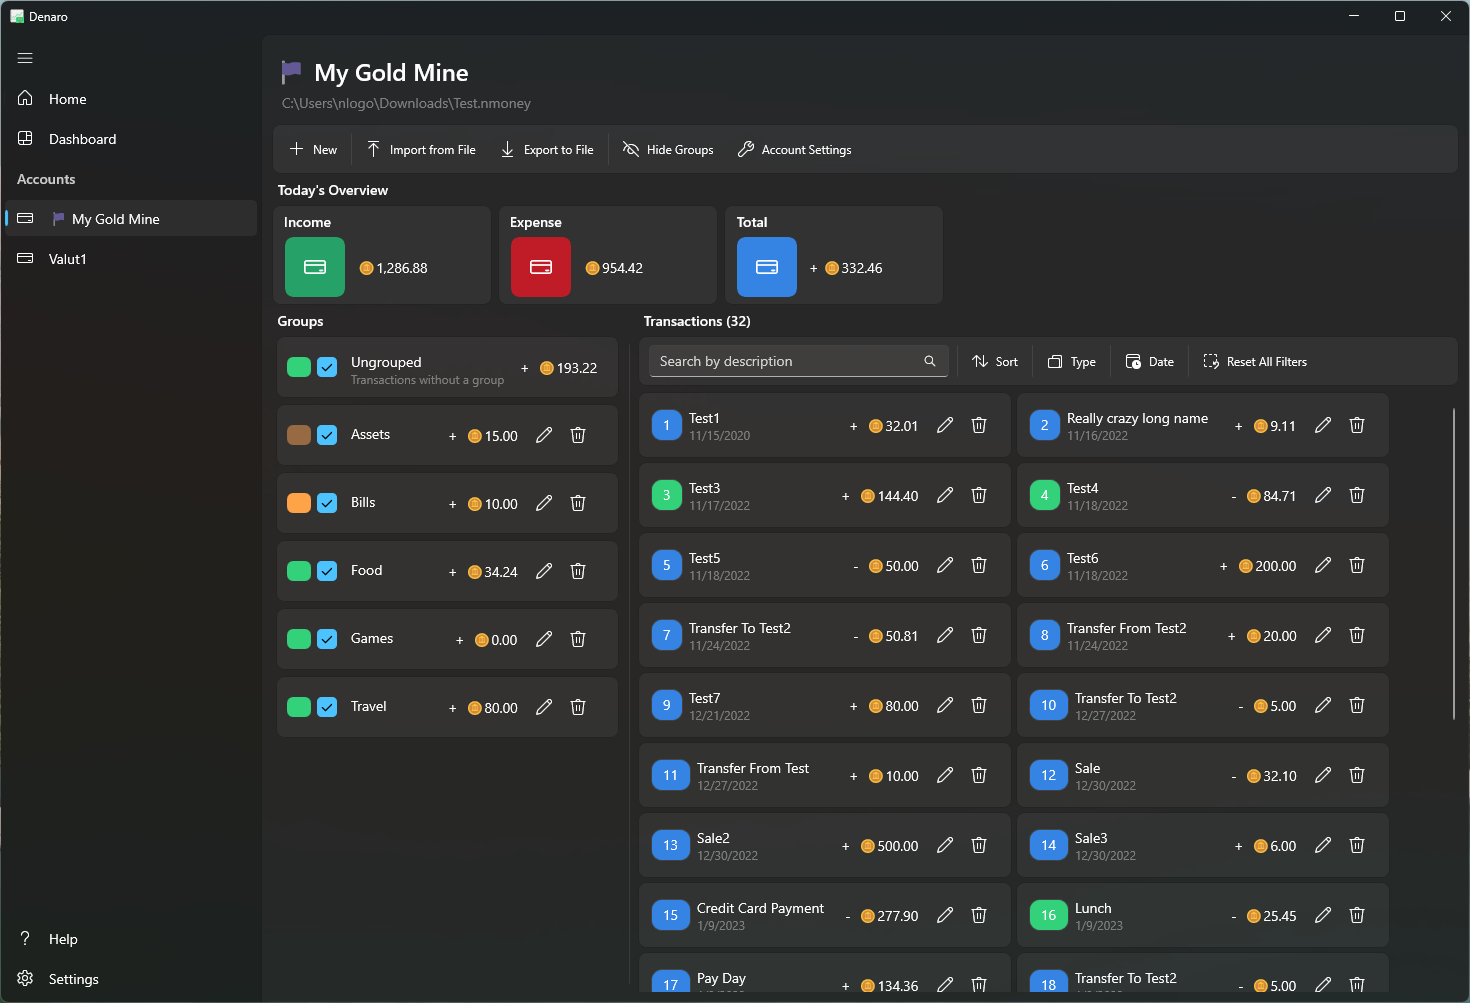 Denaro
Home
Dashboard
Accounts
My Gold Mine
Valut1
Help
Settings
My Gold Mine
C:\Users\nlogo\Downloads\Test.nmoney
New
Import from File
Export to File
Hide Groups
Account Settings
Today's Overview
Income
1,286.88
Expense
954.42
Total
+ 332.46
Groups
Ungrouped
Transactions without a group
+ 193.22
Assets
+ 15.00
Bills
+ 10.00
Food
+ 34.24
Games
+ 0.00
Travel
+ 80.00
Transactions (32)
Search by description
Sort
Type
Date
Reset All Filters
1
Test1
11/15/2020
+ 32.01
2
Really crazy long name
11/16/2022
+ 9.11
3
Test3
11/17/2022
+ 144.40
4
Test4
11/18/2022
- 84.71
5
Test5
11/18/2022
- 50.00
6
Test6
11/18/2022
+ 200.00
7
Transfer To Test2
11/24/2022
- 50.81
8
Transfer From Test2
11/24/2022
+ 20.00
9
Test7
12/21/2022
+ 80.00
10
Transfer To Test2
12/27/2022
- 5.00
11
Transfer From Test
12/27/2022
+ 10.00
12
Sale
12/30/2022
- 32.10
13
Sale2
12/30/2022
+ 500.00
14
Sale3
12/30/2022
+ 6.00
15
Credit Card Payment
1/9/2023
- 277.90
16
Lunch
1/9/2023
- 25.45
17
Pay Day
+ 134.36
18
Transfer To Test2
- 5.00